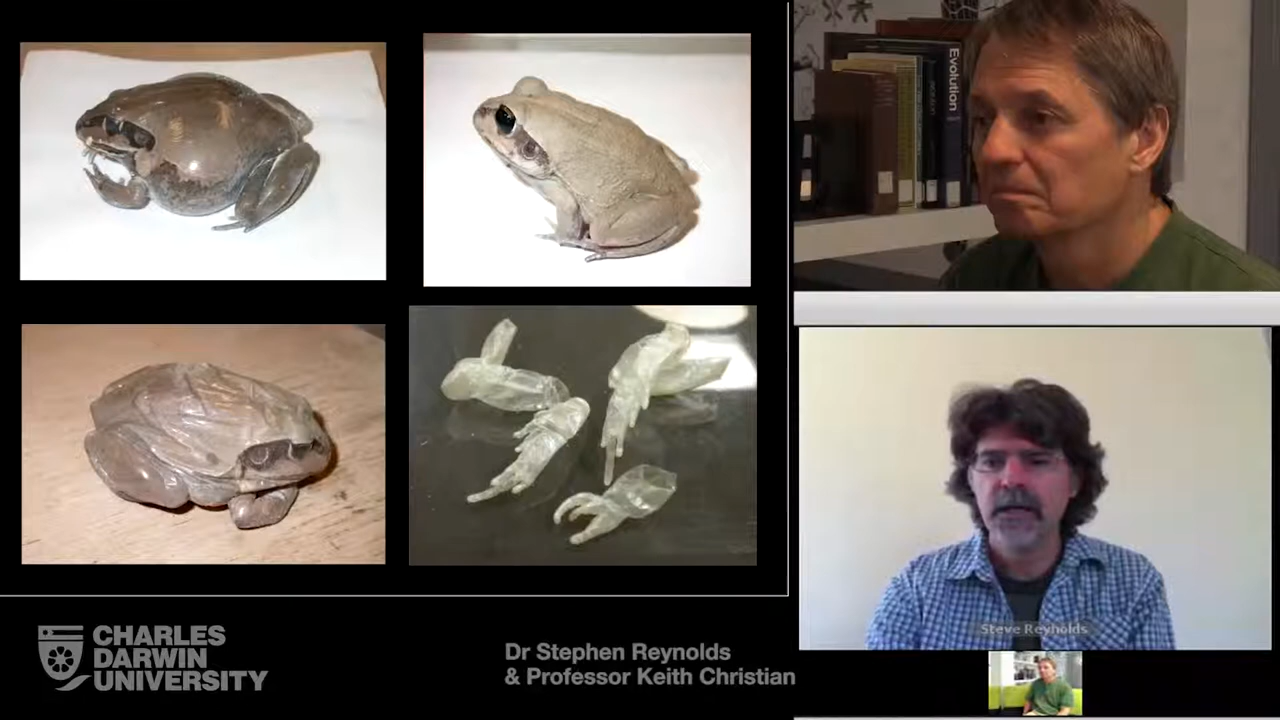 Evolution
Steve Reynolds
CHARLES
DARWIN
UNIVERSITY
Dr Stephen Reynolds
& Professor Keith Christian